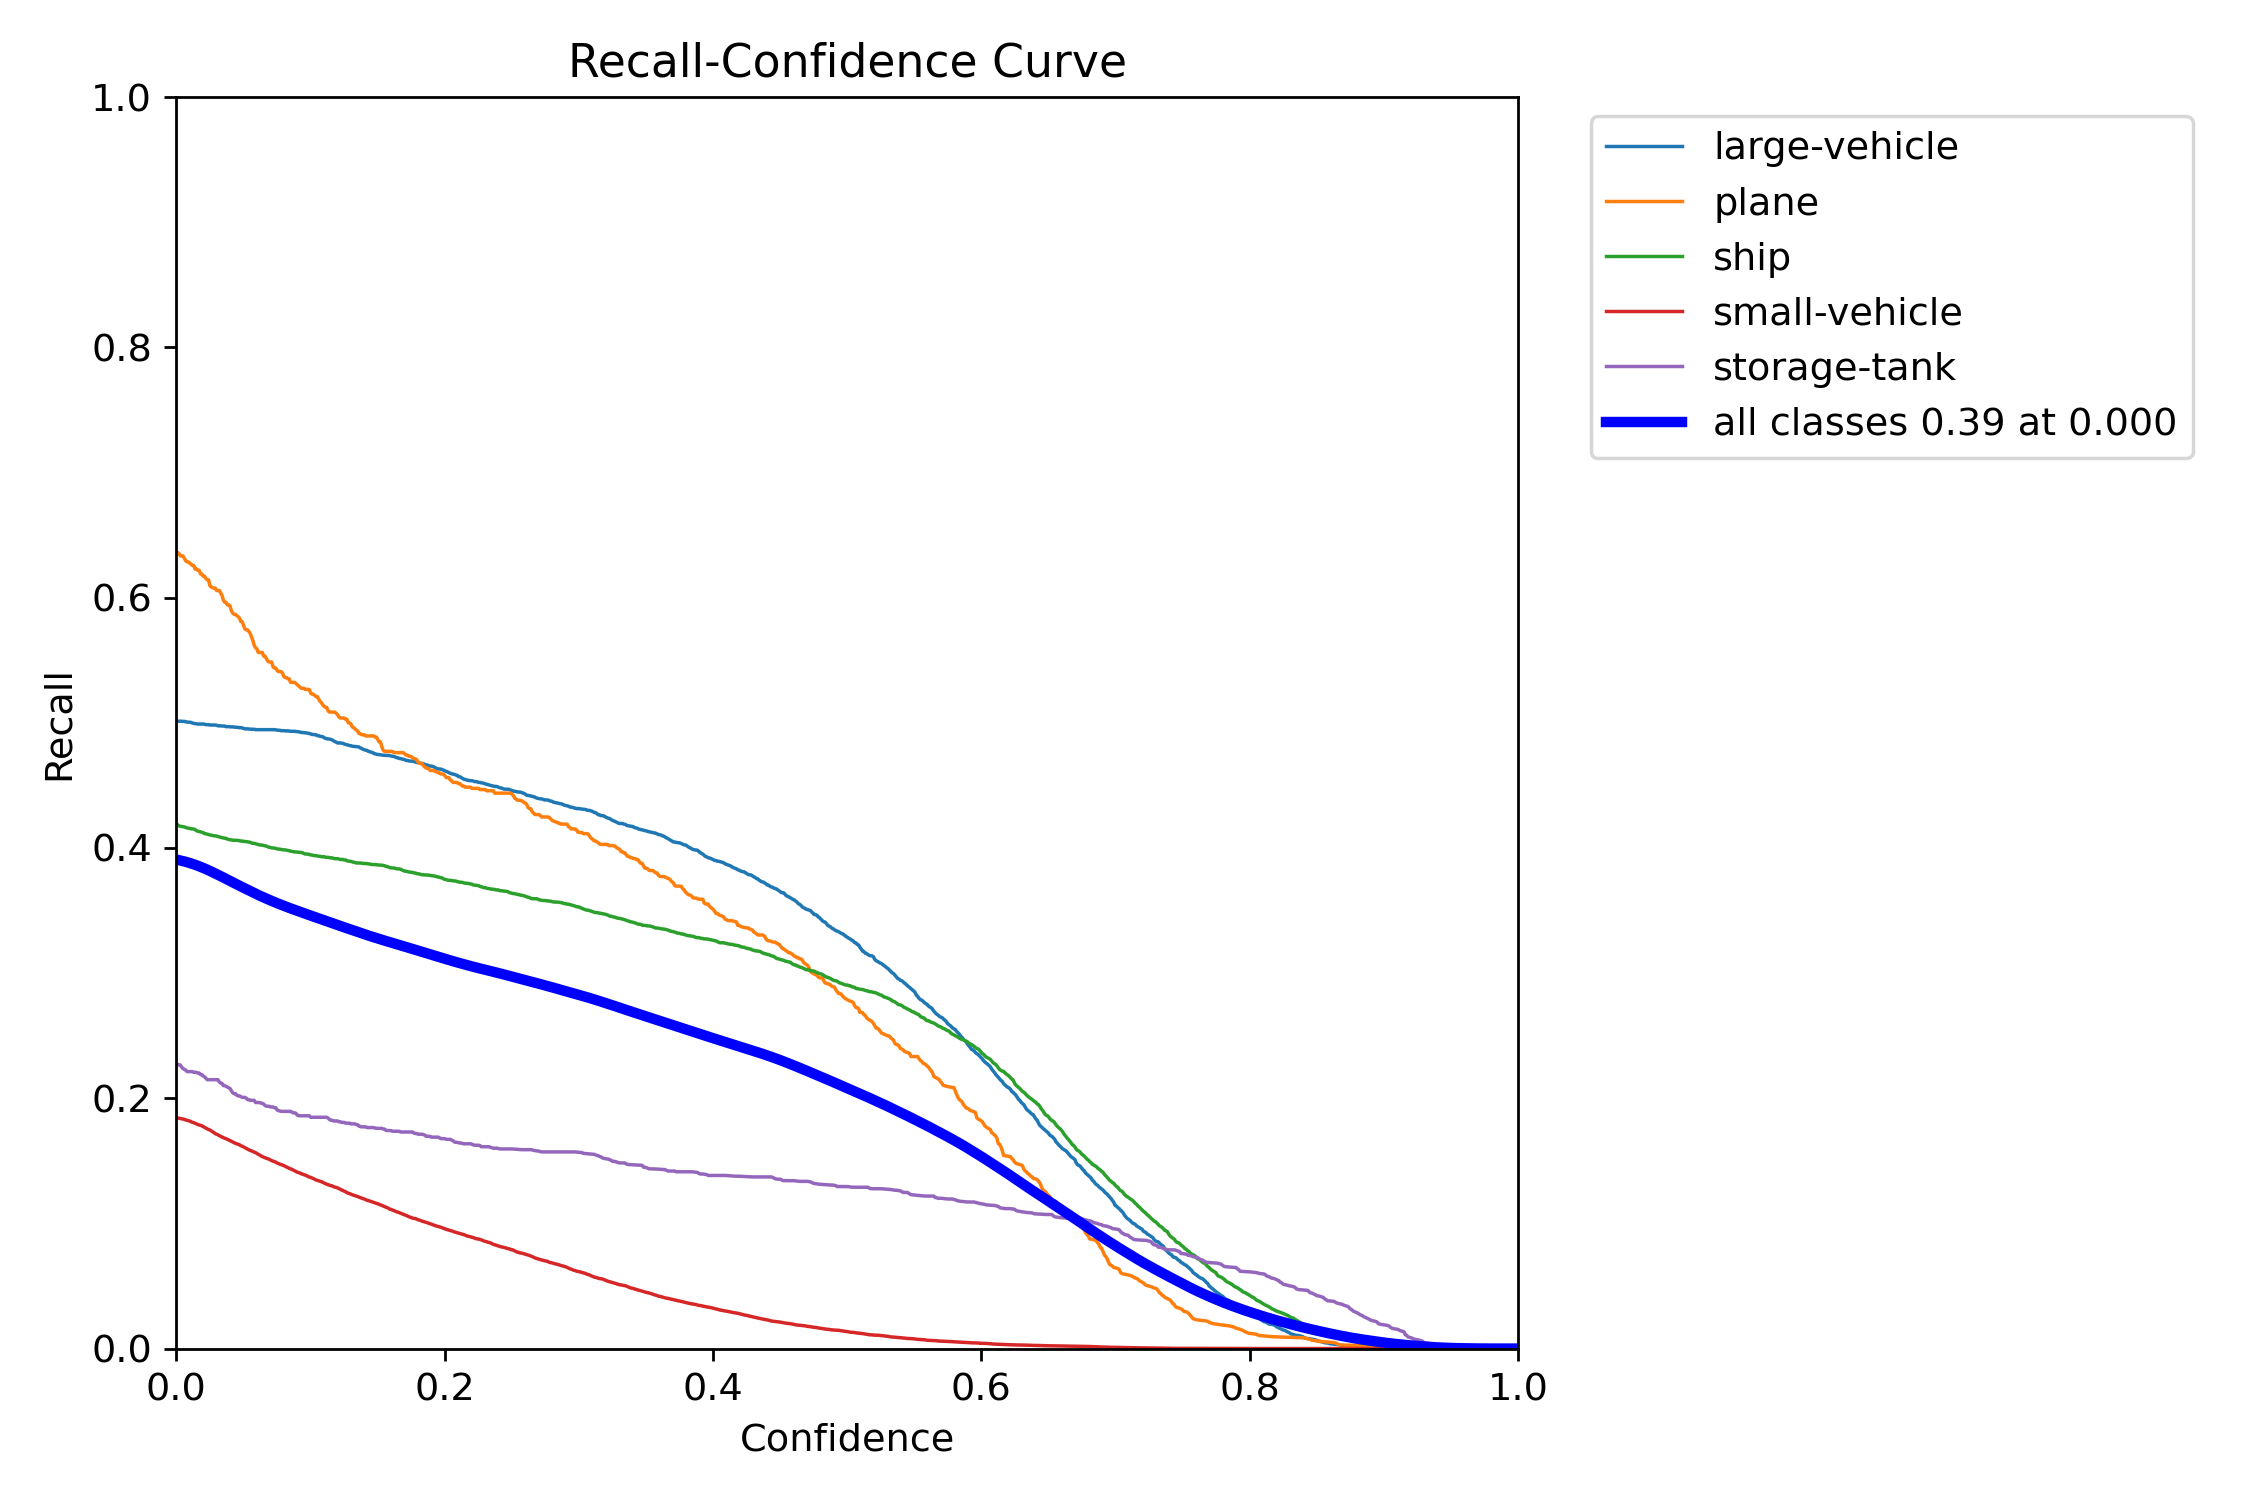 Recall-Confidence Curve
1.0
0.8
0.6
0.4
0.2
0.0
Recall
0.0 0.2 0.4 0.6 0.8 1.0
Confidence
large-vehicle
plane
ship
small-vehicle
storage-tank
all classes 0.39 at 0.000